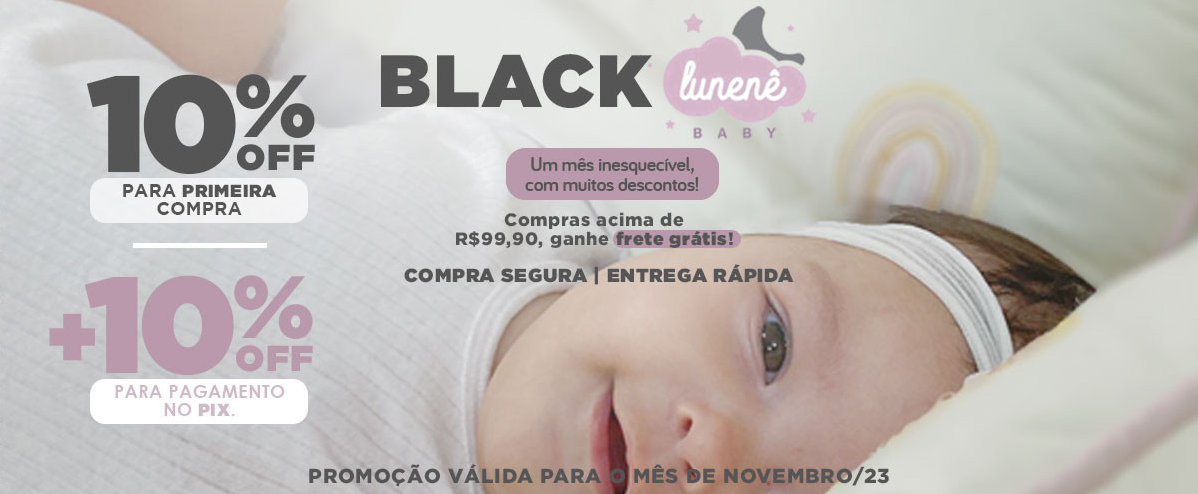 10% OFF
PARA PRIMEIRA
COMPRA
+10% OFF
PARA PAGAMENTO
NO PIX.
BLACK lunenê
BABY
Um mês inesquecível,
com muitos descontos!
Compras acima de
R$99,90, ganhe frete grátis!
COMPRA SEGURA | ENTREGA RÁPIDA
PROMOÇÃO VÁLIDA PARA O MÊS DE NOVEMBRO/23